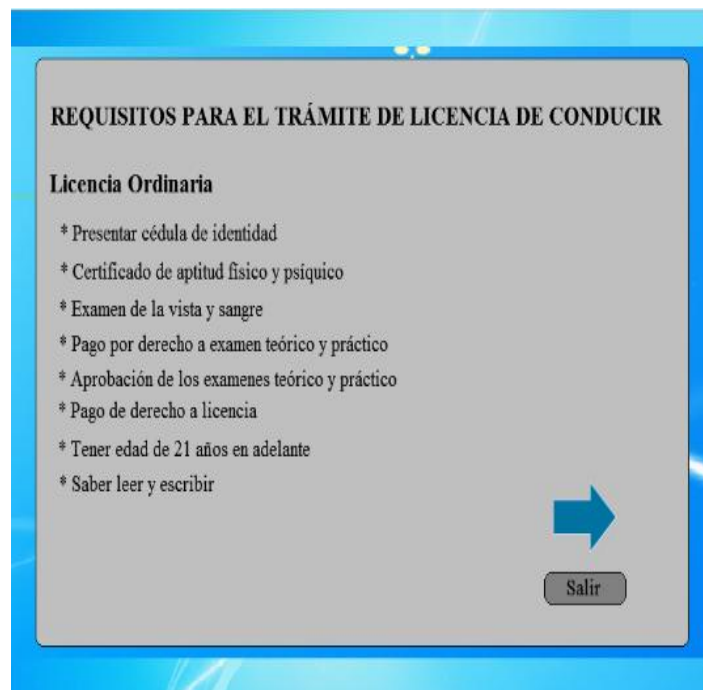 REQUISITOS PARA EL TRÁMITE DE LICENCIA DE CONDUCIR
Licencia Ordinaria
* Presentar cédula de identidad
* Certificado de aptitud físico y psíquico
* Examen de la vista y sangre
* Pago por derecho a examen teórico y práctico
* Aprobación de los examenes teórico y práctico
* Pago de derecho a licencia
* Tener edad de 21 años en adelante
* Saber leer y escribir
Salir